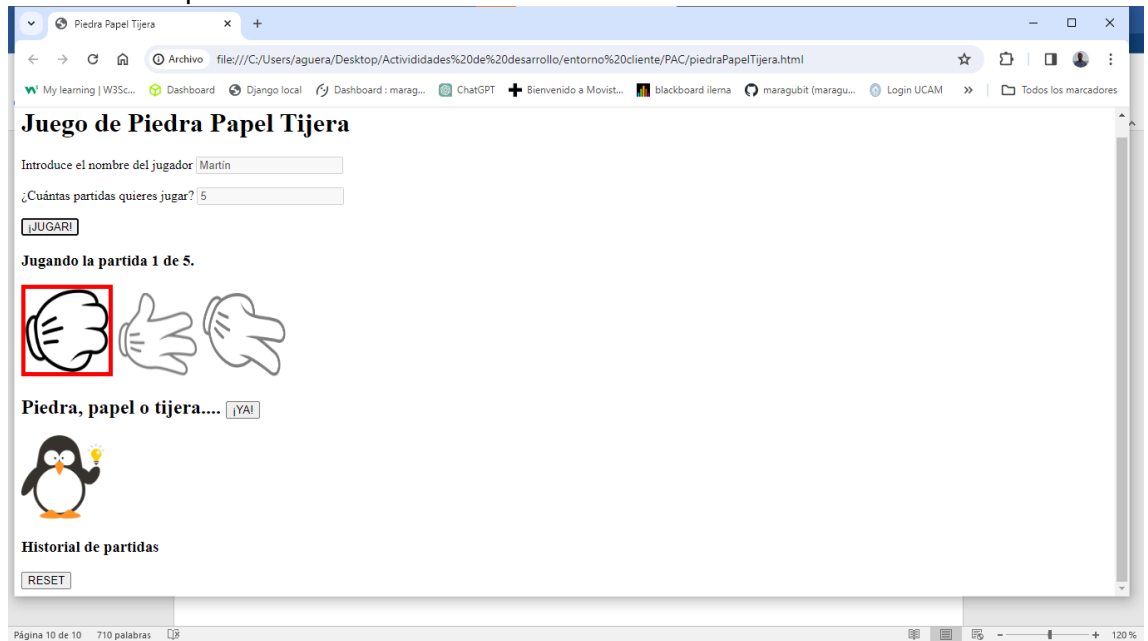 Piedra Papel Tijera
Archivo file:///C:/Users/aguera/Desktop/Activididades%20de%20desarrollo/entorno%20cliente/PAC/piedraPapelTijera.html
My learning | W3Sc... Dashboard Django local Dashboard : marag... ChatGPT Bienvenido a Movist... blackboard ilerna maragubit (maragu... Login UCAM » Todos los marcadores
Juego de Piedra Papel Tijera
Introduce el nombre del jugador Martín
¿Cuántas partidas quieres jugar? 5
¡JUGAR!
Jugando la partida 1 de 5.
Piedra, papel o tijera.... ¡YA!
Historial de partidas
RESET
Página 10 de 10 710 palabras 120 %